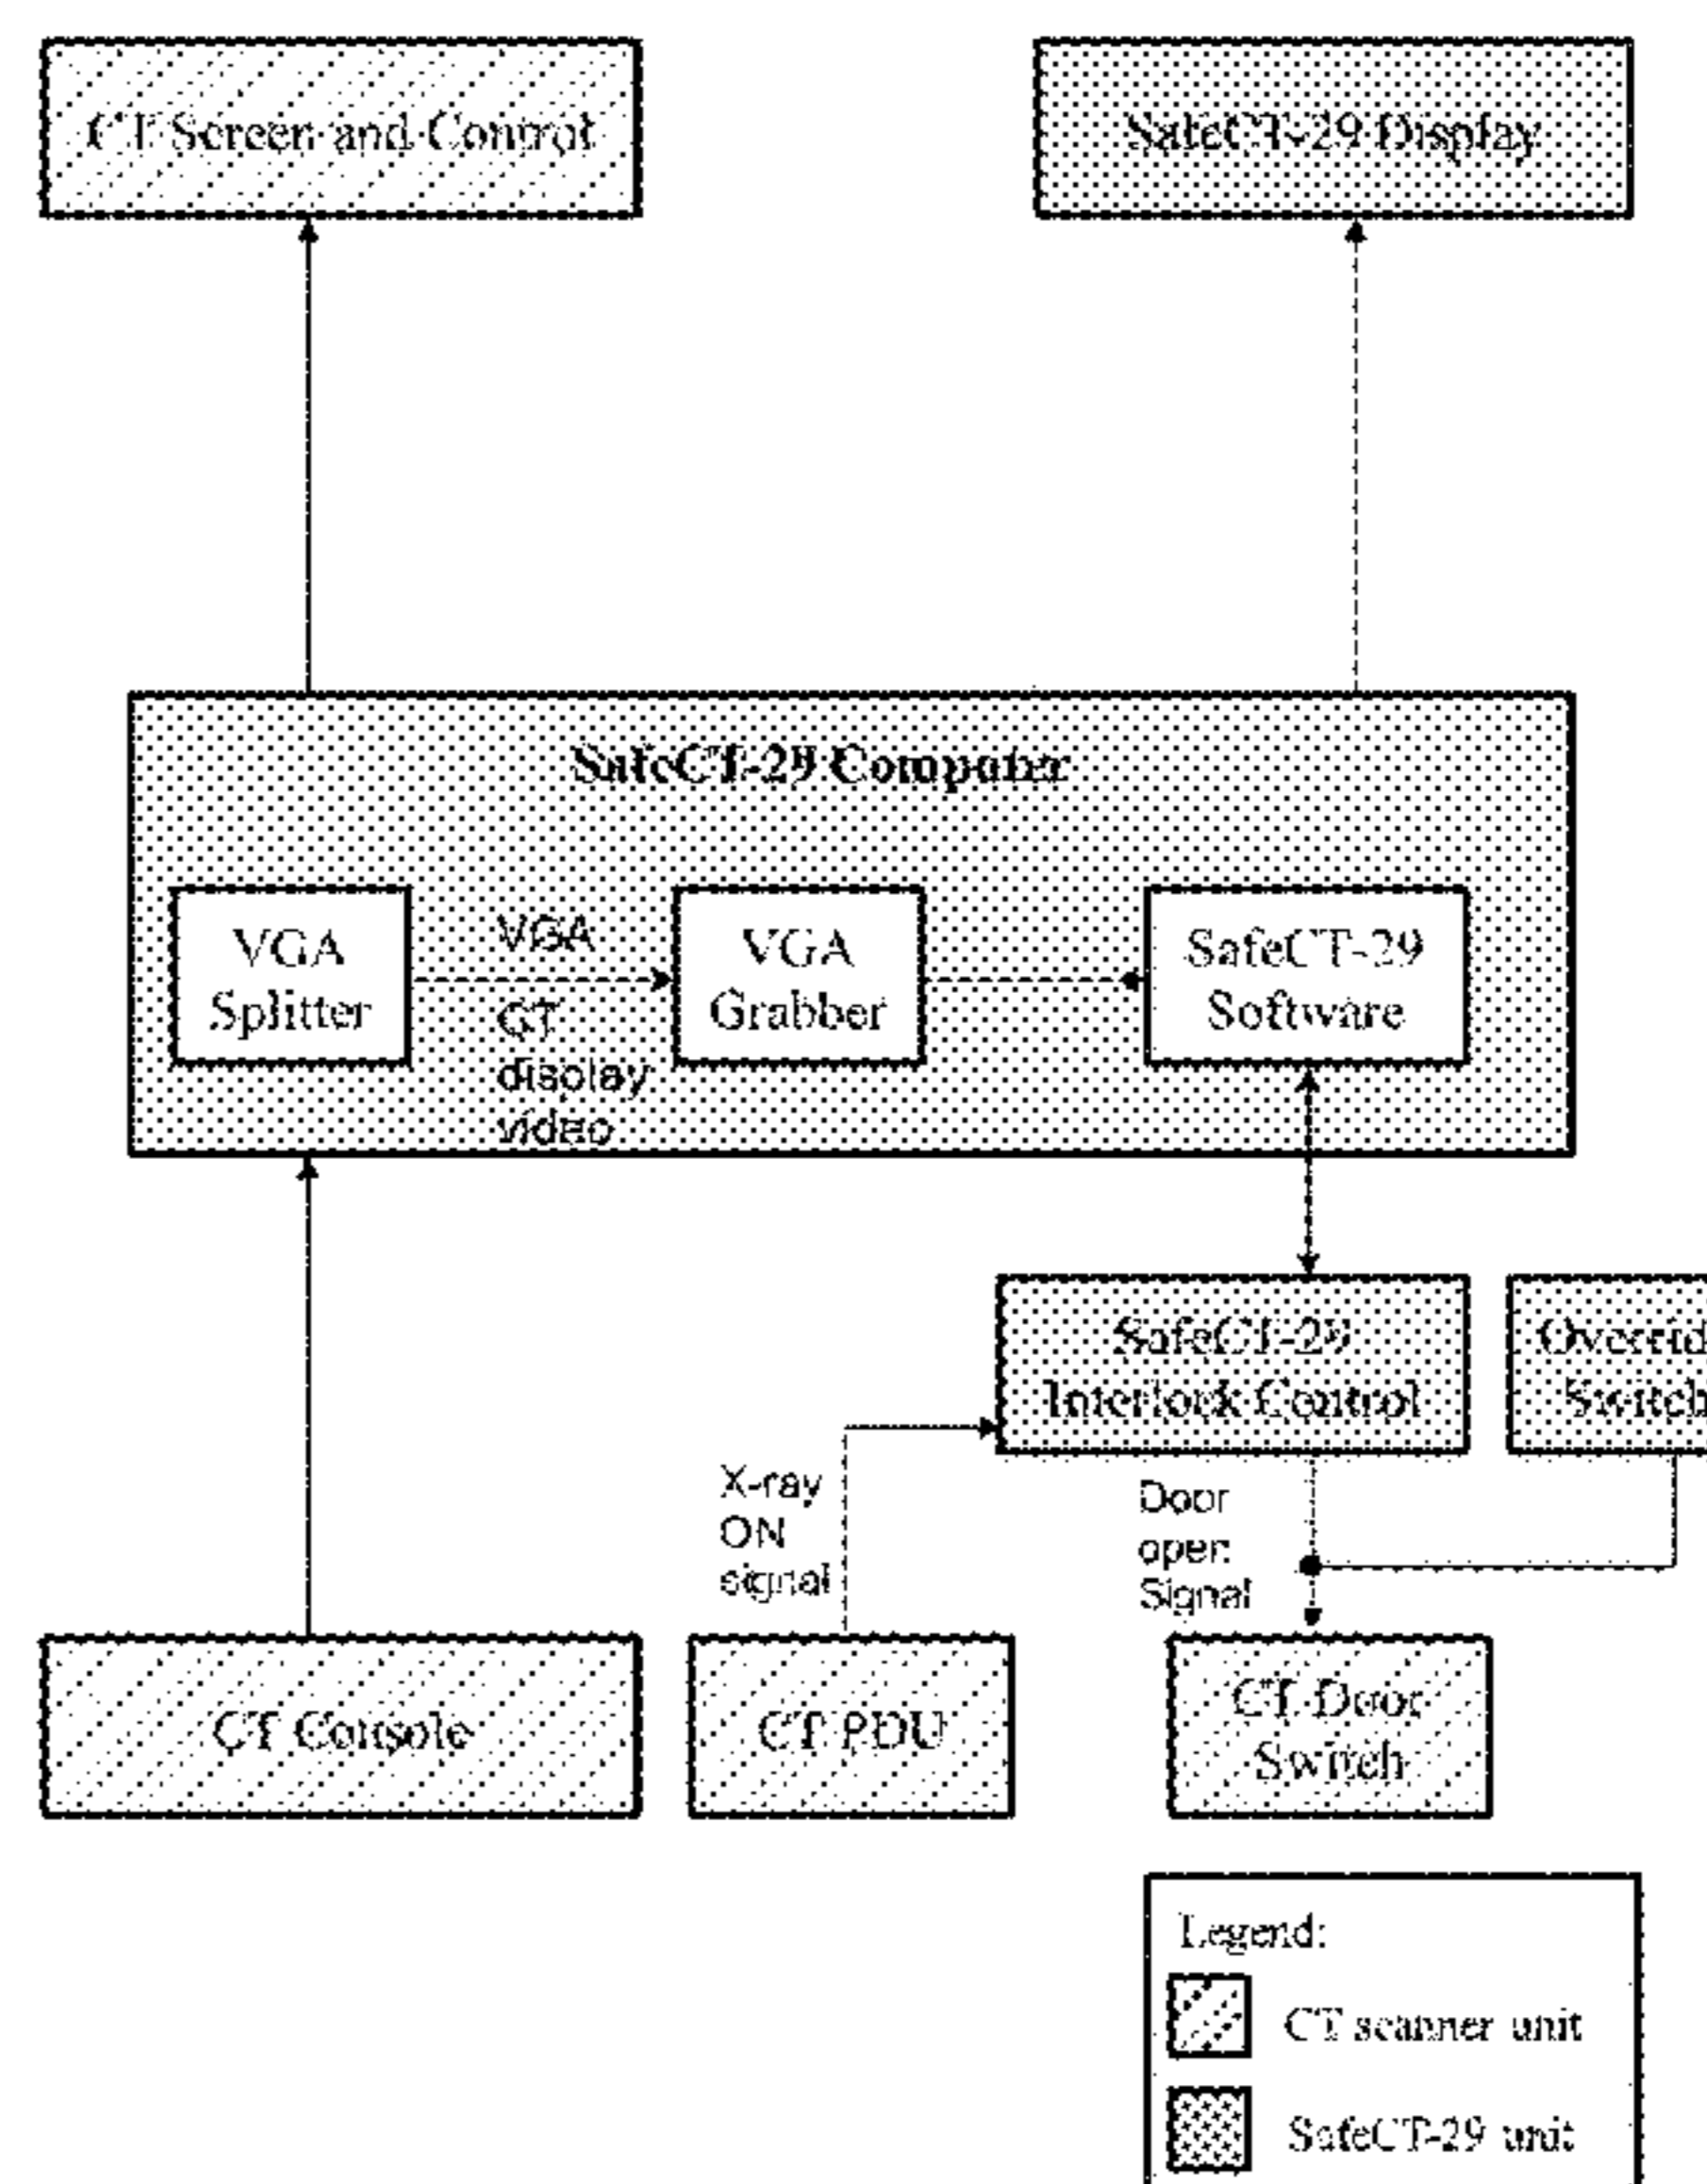 CT Screen and Control
SafeCT-29 Display
SafeCT-29 Computer
VGA
Splitter
VGA
CT
display
video
VGA
Grabber
SafeCT-29
Software
SafeCT-29
Interlock Control
Overrid
Switch
X-ray
ON
signal
Door
open
Signal
CT Console
CT PDU
CT Door
Switch
Legend:
CT scanner unit
SafeCT-29 unit